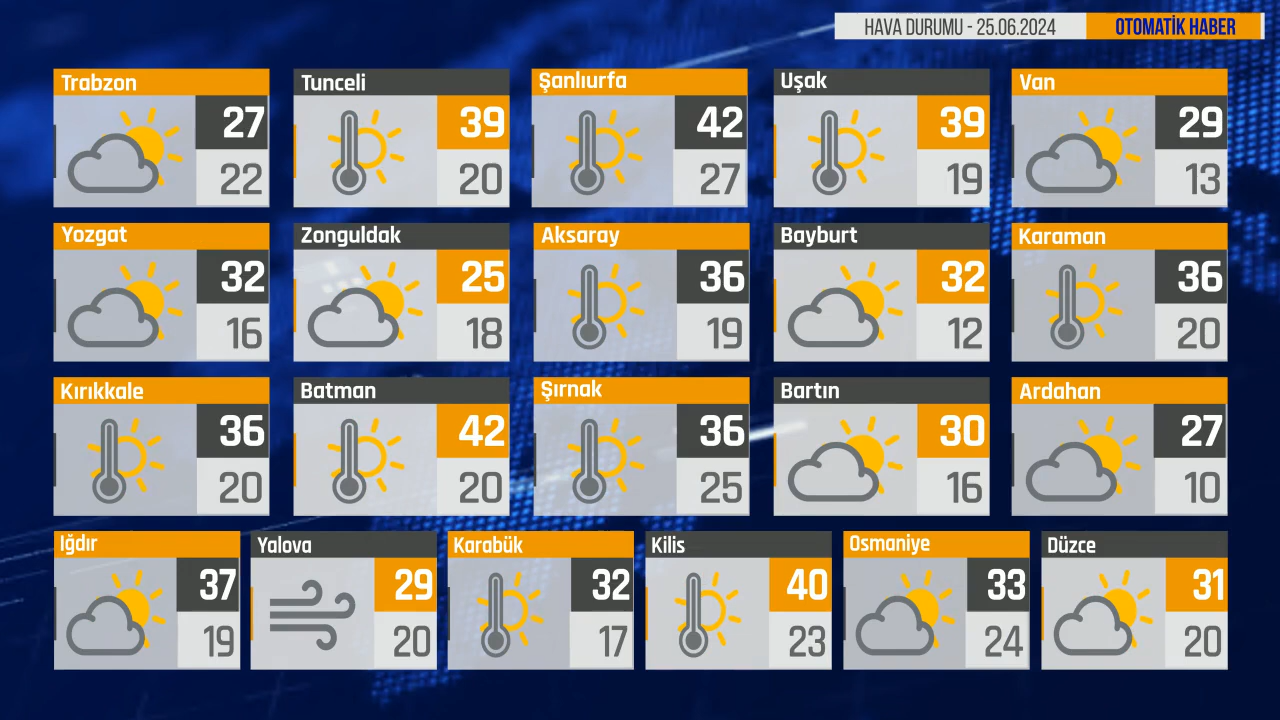 HAVA DURUMU - 25.06.2024 OTOMATİK HABER
Trabzon
27
22
Tunceli
39
20
Şanlıurfa
42
27
Uşak
39
19
Van
29
13
Yozgat
32
16
Zonguldak
25
18
Aksaray
36
19
Bayburt
32
12
Karaman
36
20
Kırıkkale
36
20
Batman
42
20
Şırnak
36
25
Bartın
30
16
Ardahan
27
10
Iğdır
37
19
Yalova
29
20
Karabük
32
17
Kilis
40
23
Osmaniye
33
24
Düzce
31
20